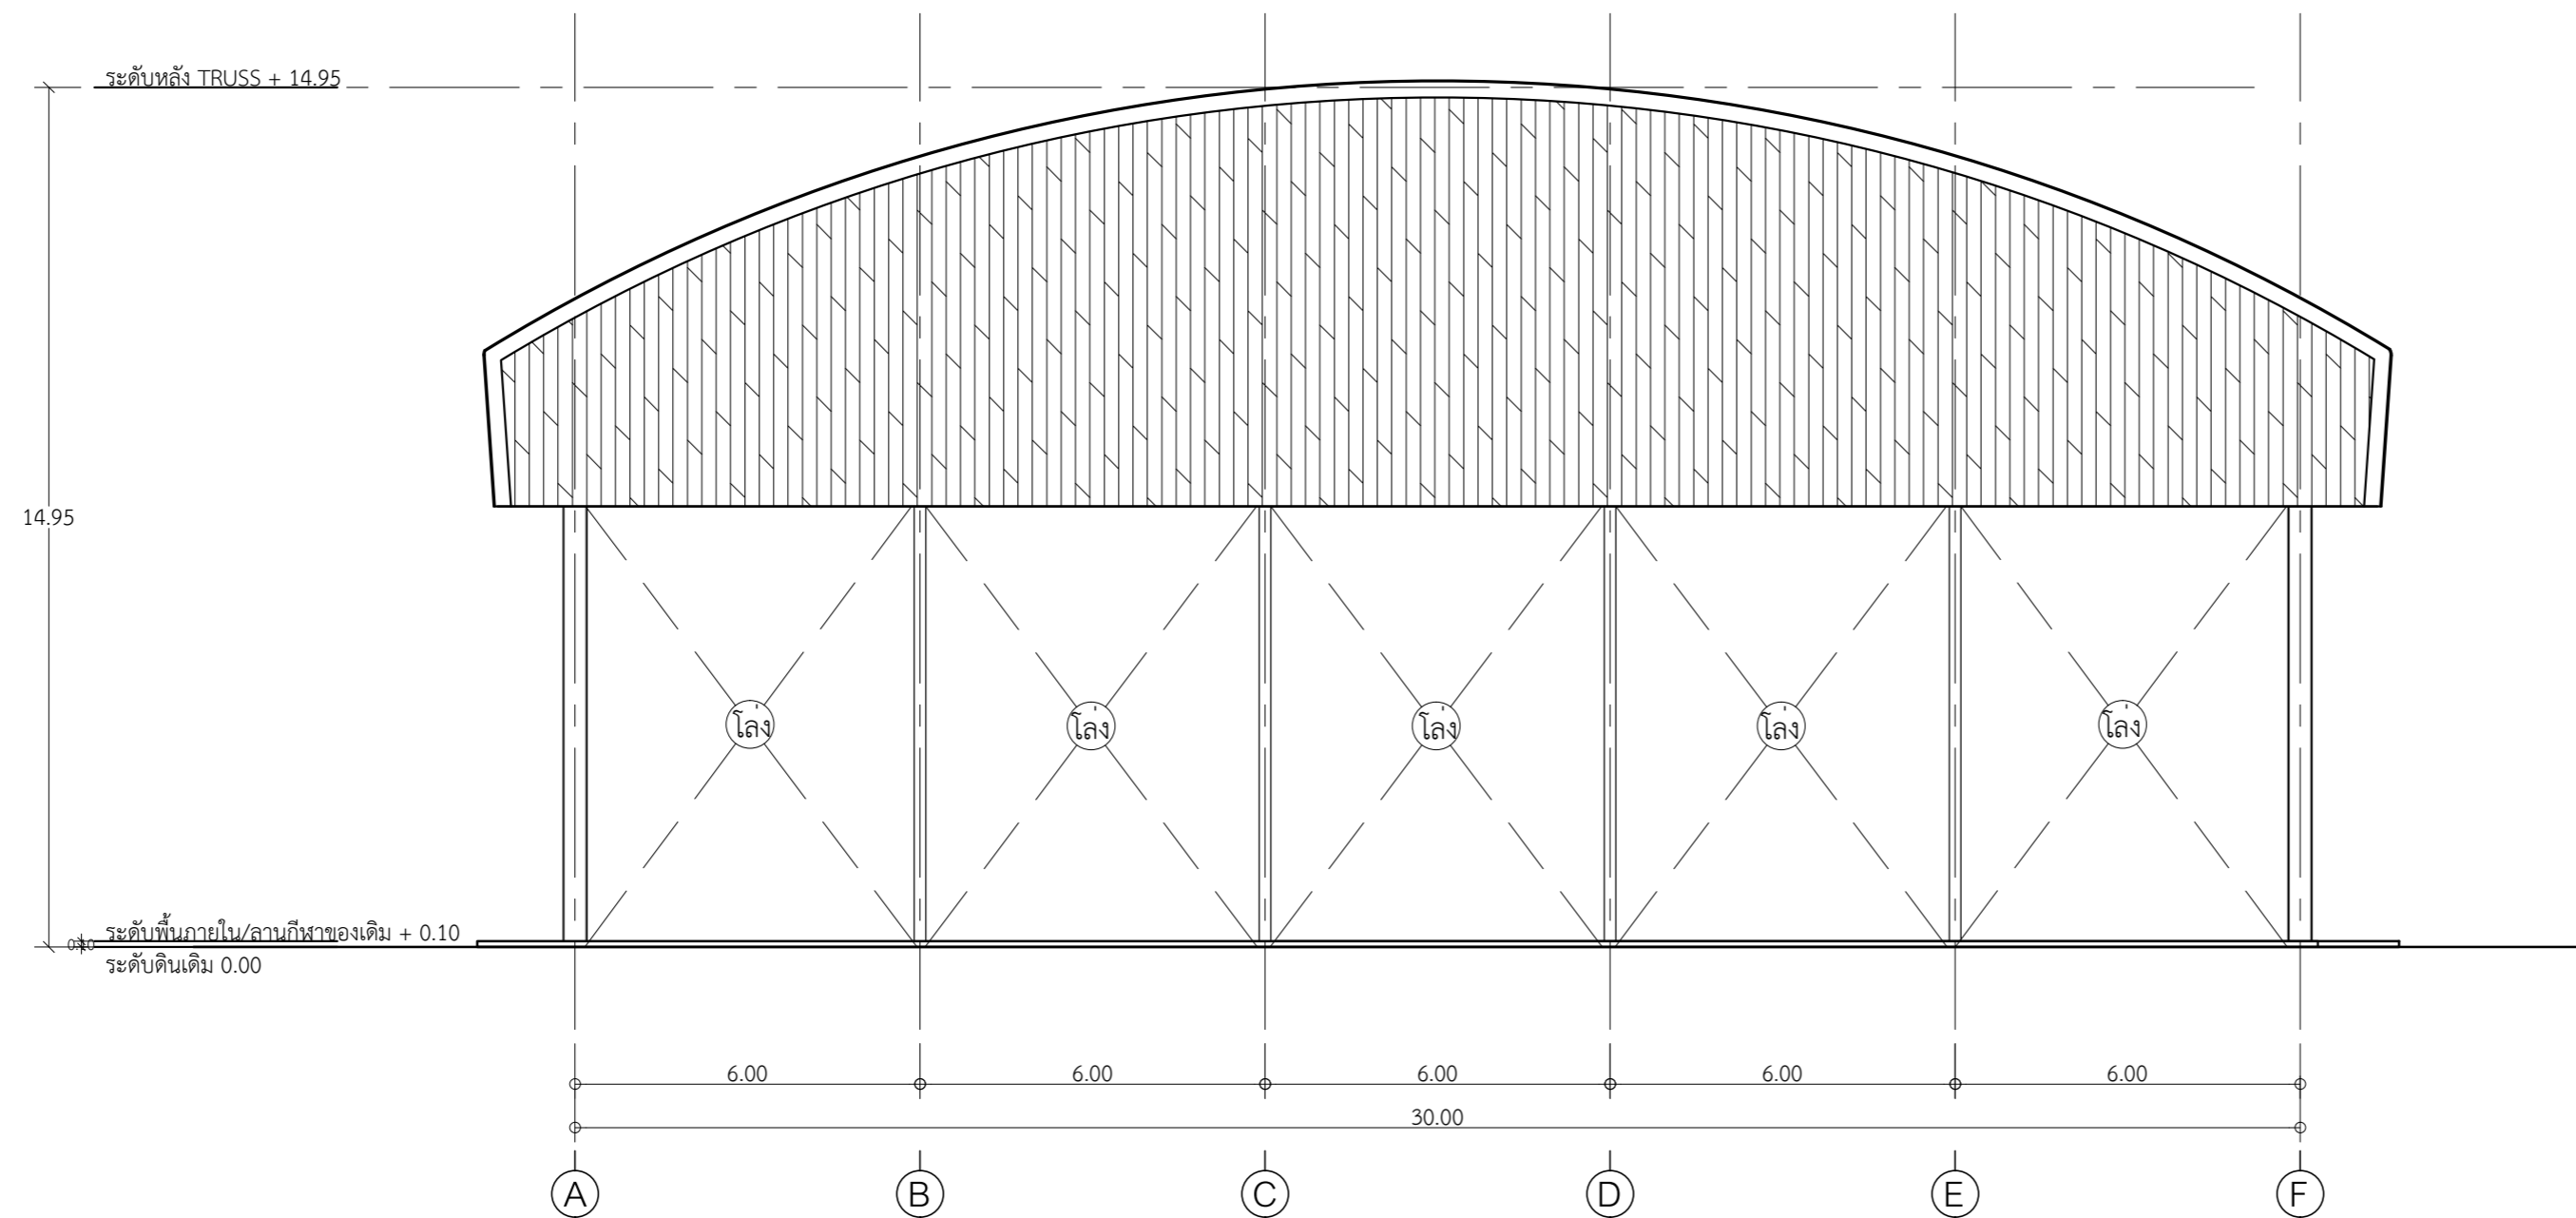 ระดับหลัง TRUSS + 14.95
14.95
โล่ง
โล่ง
โล่ง
โล่ง
โล่ง
ระดับพื้นภายใน/ลานกีฬาของเดิม + 0.10
0.10
ระดับดินเดิม 0.00
6.00
6.00
6.00
6.00
6.00
30.00
A
B
C
D
E
F